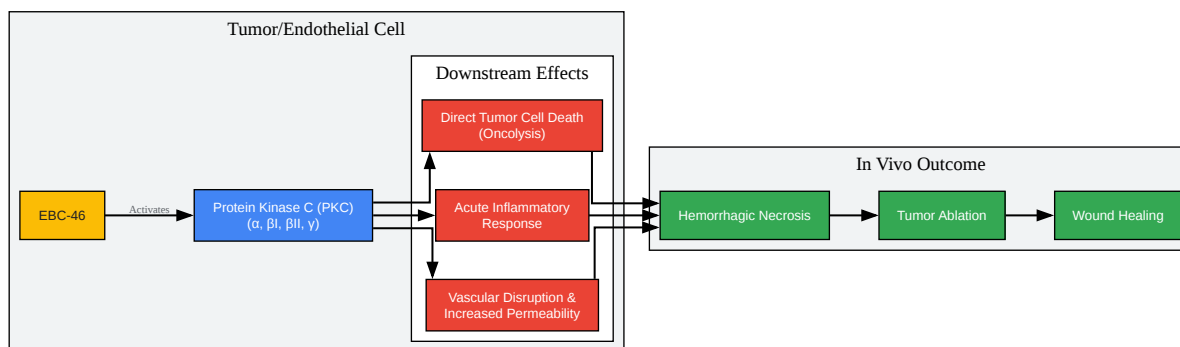 Tumor/Endothelial Cell
Downstream Effects
Direct Tumor Cell Death
(Oncolysis)
In Vivo Outcome
EBC-46
Activates
Protein Kinase C (PKC)
(α, βI, βII, γ)
Acute Inflammatory
Response
Hemorrhagic Necrosis
Tumor Ablation
Wound Healing
Vascular Disruption &
Increased Permeability